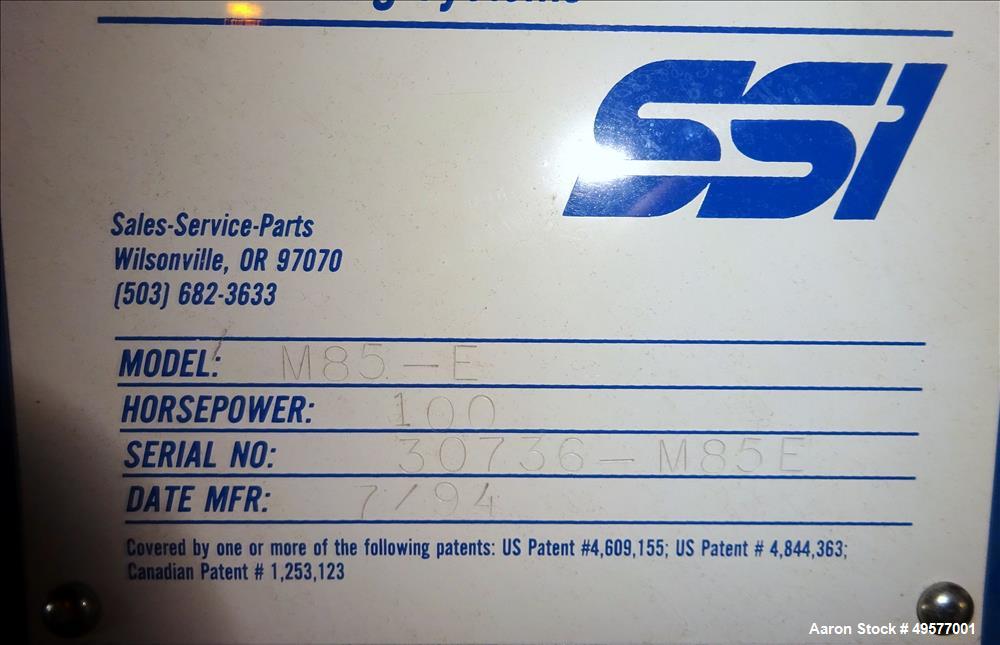 SSI
Sales-Service-Parts
Wilsonville, OR 97070
(503) 682-3633
MODEL: M85-E
HORSEPOWER: 100
SERIAL NO: 30736-M85E
DATE MFR: 7/94
Covered by one or more of the following patents: US Patent #4,609,155; US Patent # 4,844,363;
Canadian Patent # 1,253,123
Aaron Stock # 49577001